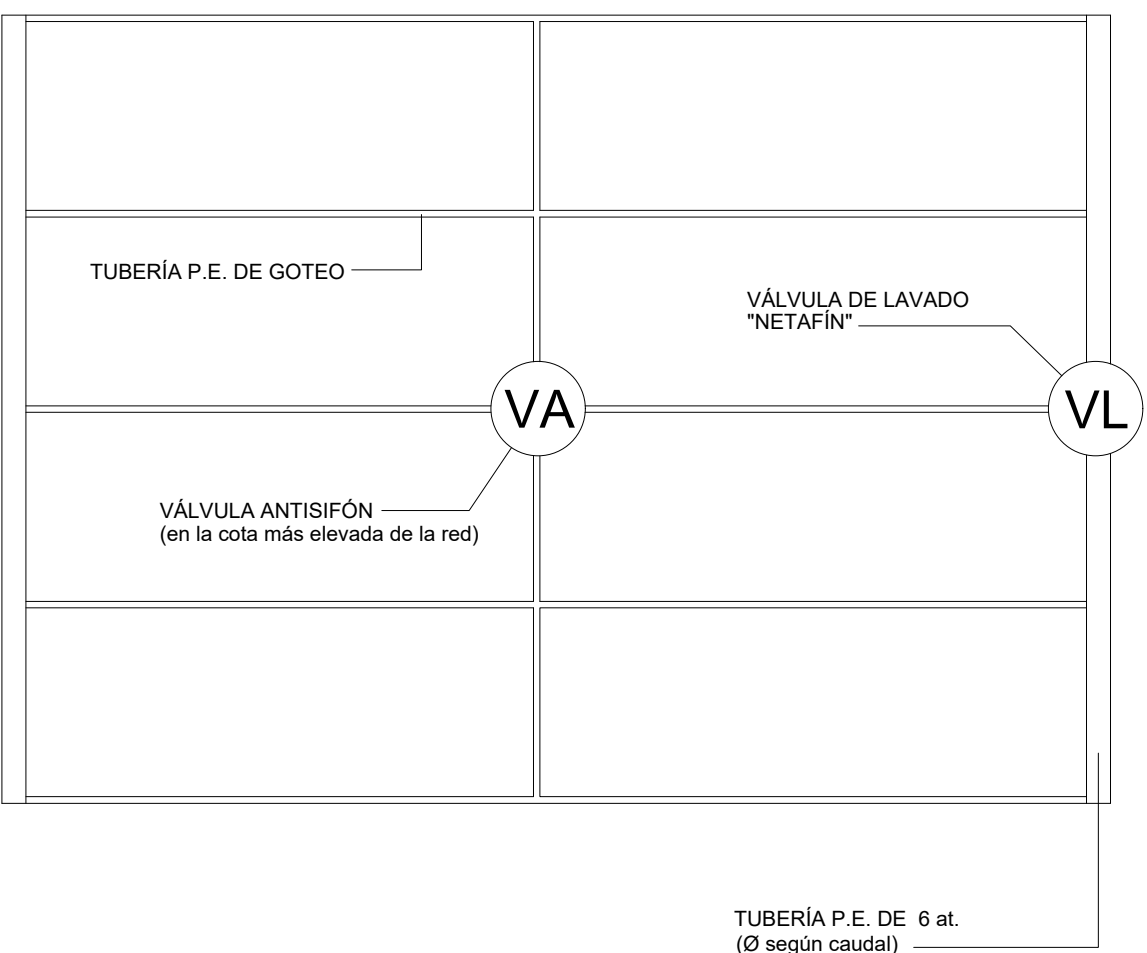 TUBERÍA P.E. DE GOTEO
VÁLVULA DE LAVADO
"NETAFÍN"
VA
VL
VÁLVULA ANTISIFÓN
(en la cota más elevada de la red)
TUBERÍA P.E. DE 6 at.
(Ø según caudal)